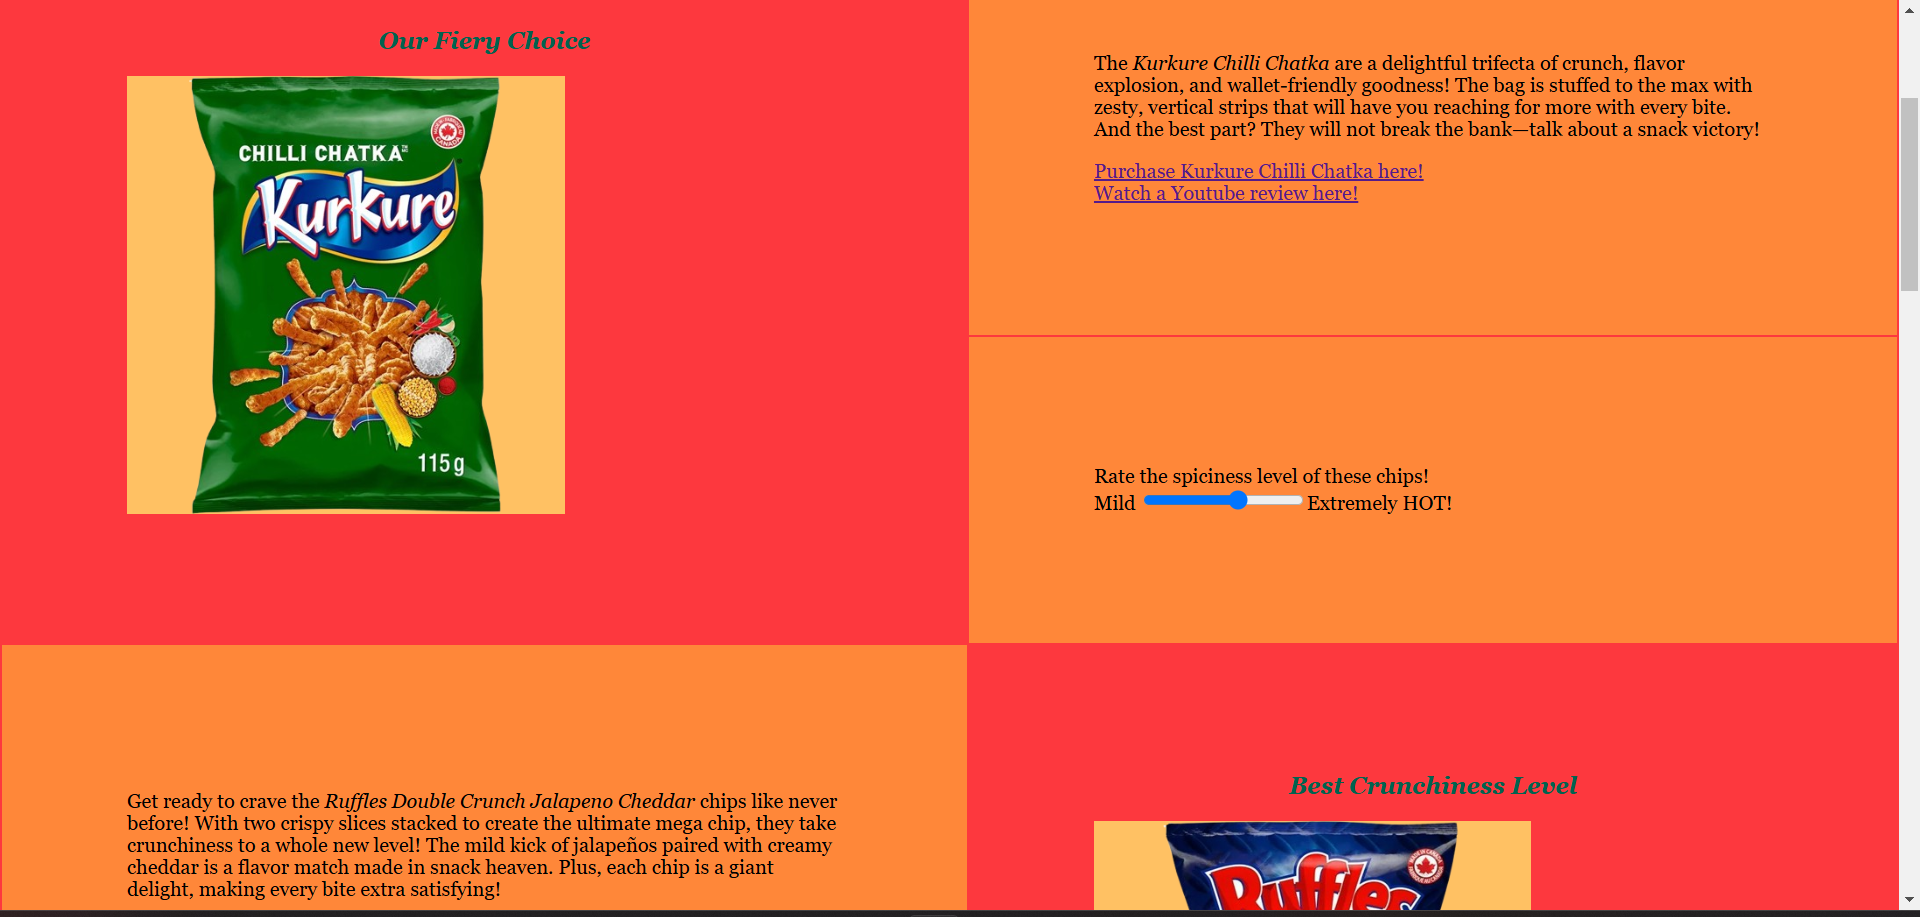 Our Fiery Choice
CHILLI CHATKA
Kurkure
115g
The Kurkure Chilli Chatka are a delightful trifecta of crunch, flavor
explosion, and wallet-friendly goodness! The bag is stuffed to the max with
zesty, vertical strips that will have you reaching for more with every bite.
And the best part? They will not break the bank—talk about a snack victory!
Purchase Kurkure Chilli Chatka here!
Watch a Youtube review here!
Rate the spiciness level of these chips!
Mild Extremely HOT!
Get ready to crave the Ruffles Double Crunch Jalapeno Cheddar chips like never
before! With two crispy slices stacked to create the ultimate mega chip, they take
crunchiness to a whole new level! The mild kick of jalapeños paired with creamy
cheddar is a flavor match made in snack heaven. Plus, each chip is a giant
delight, making every bite extra satisfying!
Best Crunchiness Level
Ruffles